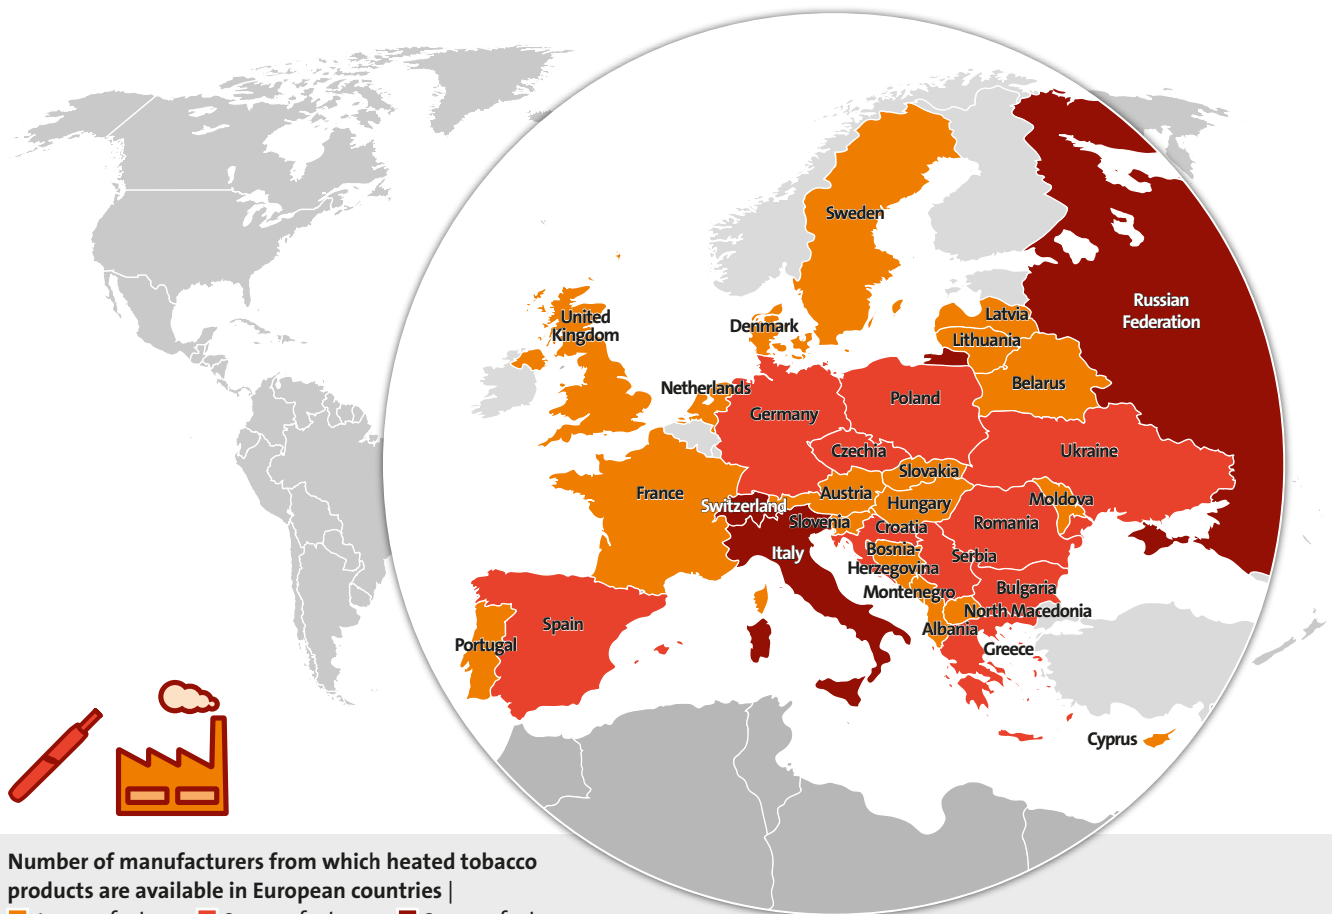 Sweden
Russian
Federation
United
Kingdom
Denmark
Latvia
Lithuania
Netherlands
Belarus
Germany
Poland
Czechia
Ukraine
Slovakia
France
Switzerland
Austria
Hungary
Moldova
Slovenia
Croatia
Romania
Italy
Bosnia-
Herzegovina
Serbia
Montenegro
Bulgaria
North Macedonia
Spain
Portugal
Albania
Greece
Cyprus
Number of manufacturers from which heated tobacco
products are available in European countries |